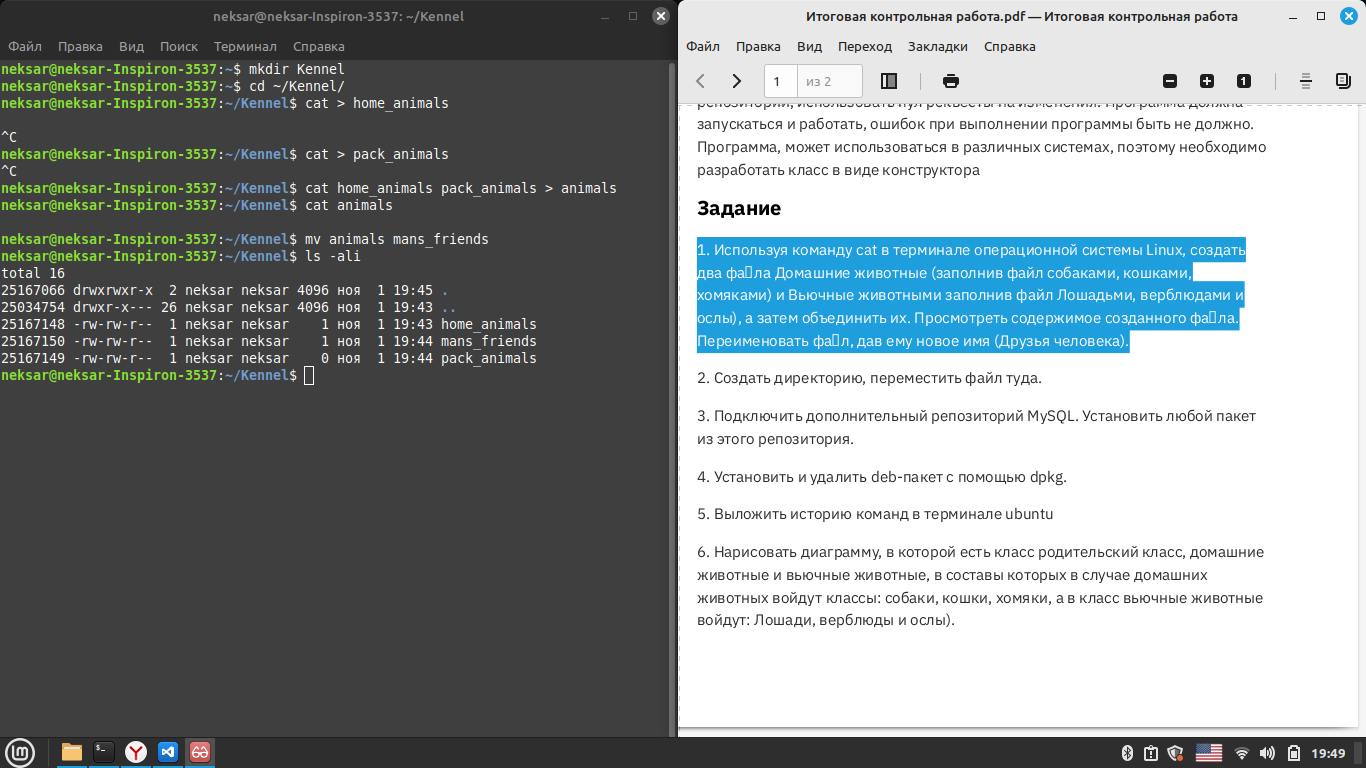 neksar@neksar-Inspiron-3537: ~/Kennel
Файл Правка Вид Поиск Терминал Справка
neksar@neksar-Inspiron-3537:~$ mkdir Kennel
neksar@neksar-Inspiron-3537:~$ cd ~/Kennel/
neksar@neksar-Inspiron-3537:~/Kennel$ cat > home_animals
^C
neksar@neksar-Inspiron-3537:~/Kennel$ cat > pack_animals
^C
neksar@neksar-Inspiron-3537:~/Kennel$ cat home_animals pack_animals > animals
neksar@neksar-Inspiron-3537:~/Kennel$ cat animals
neksar@neksar-Inspiron-3537:~/Kennel$ mv animals mans_friends
neksar@neksar-Inspiron-3537:~/Kennel$ ls -ali
total 16
25167066 drwxrwxr-x  2 neksar neksar 4096 ноя  1 19:45 .
25034754 drwxr-x--- 26 neksar neksar 4096 ноя  1 19:43 ..
25167148 -rw-rw-r--  1 neksar neksar    1 ноя  1 19:43 home_animals
25167150 -rw-rw-r--  1 neksar neksar    1 ноя  1 19:44 mans_friends
25167149 -rw-rw-r--  1 neksar neksar    0 ноя  1 19:44 pack_animals
neksar@neksar-Inspiron-3537:~/Kennel$
Итоговая контрольная работа.pdf — Итоговая контрольная работа
Файл Правка Вид Переход Закладки Справка
1 из 2
1
репозитории, использовать пул реквесты на изменения. Программа должна
запускаться и работать, ошибок при выполнении программы быть не должно.
Программа, может использоваться в различных системах, поэтому необходимо
разработать класс в виде конструктора
Задание
1. Используя команду cat в терминале операционной системы Linux, создать
два фа▯ла Домашние животные (заполнив файл собаками, кошками,
хомяками) и Вьючные животными заполнив файл Лошадьми, верблюдами и
ослы), а затем объединить их. Просмотреть содержимое созданного фа▯ла.
Переименовать фа▯л, дав ему новое имя (Друзья человека).
2. Создать директорию, переместить файл туда.
3. Подключить дополнительный репозиторий MySQL. Установить любой пакет
из этого репозитория.
4. Установить и удалить deb-пакет с помощью dpkg.
5. Выложить историю команд в терминале ubuntu
6. Нарисовать диаграмму, в которой есть класс родительский класс, домашние
животные и вьючные животные, в составы которых в случае домашних
животных войдут классы: собаки, кошки, хомяки, а в класс вьючные животные
войдут: Лошади, верблюды и ослы).
19:49